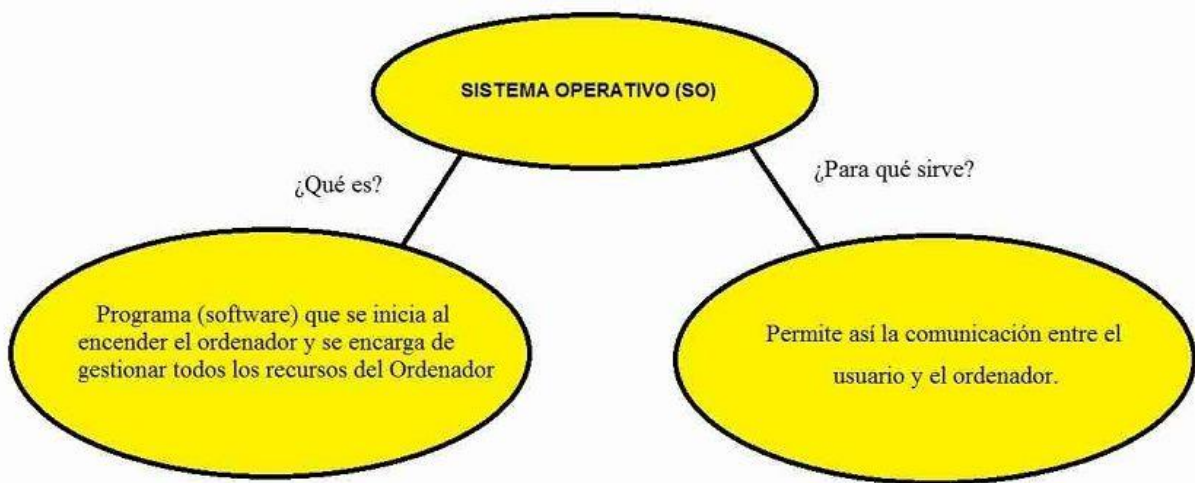 SISTEMA OPERATIVO (SO)
¿Qué es?
¿Para qué sirve?
Programa (software) que se inicia al
encender el ordenador y se encarga de
gestionar todos los recursos del Ordenador
Permite así la comunicación entre el
usuario y el ordenador.